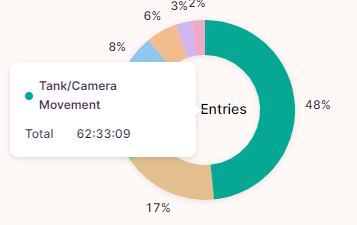 3% 2%
6%
8%
Tank/Camera
Movement
Total 62:33:09
Entries
48%
17%